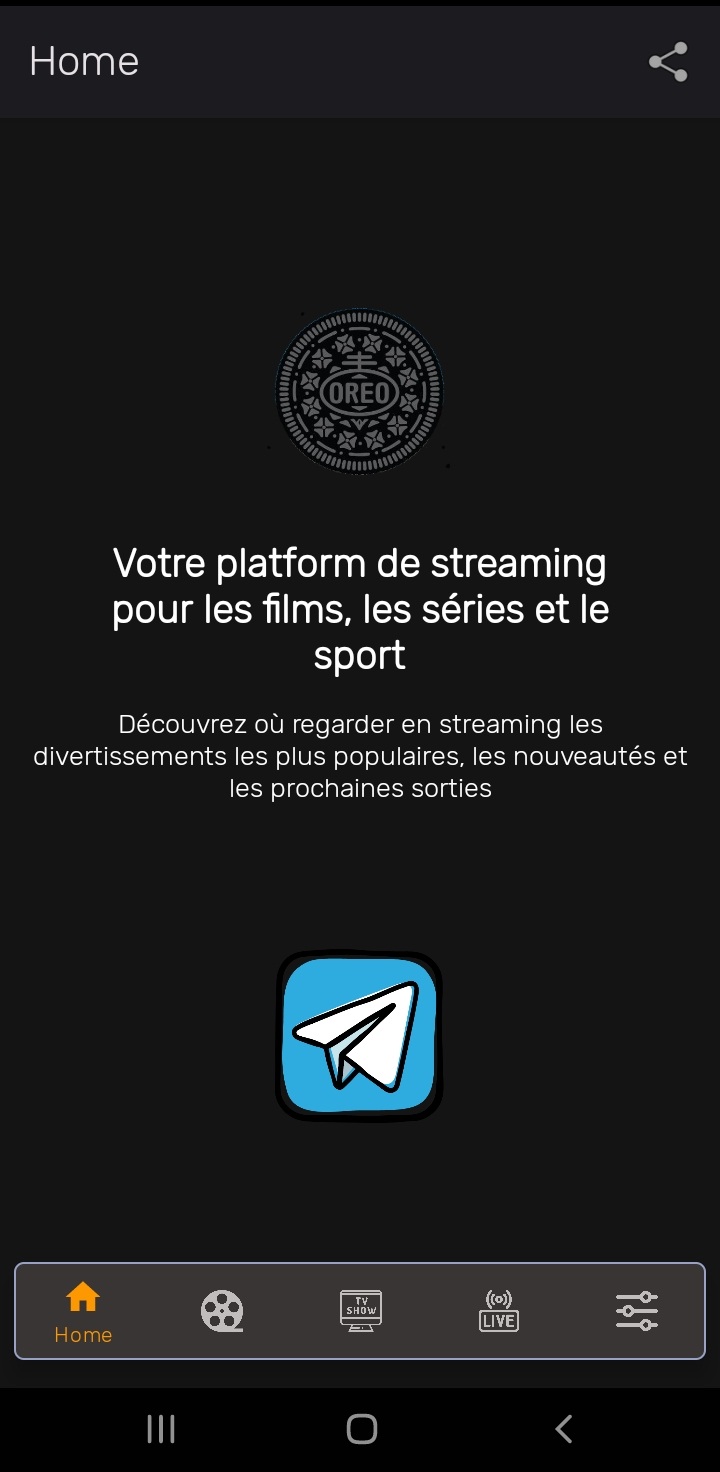 Home
OREO
Votre platform de streaming
pour les films, les séries et le
sport
Découvrez où regarder en streaming les
divertissements les plus populaires, les nouveautés et
les prochaines sorties
Home
TV
SHOW
LIVE